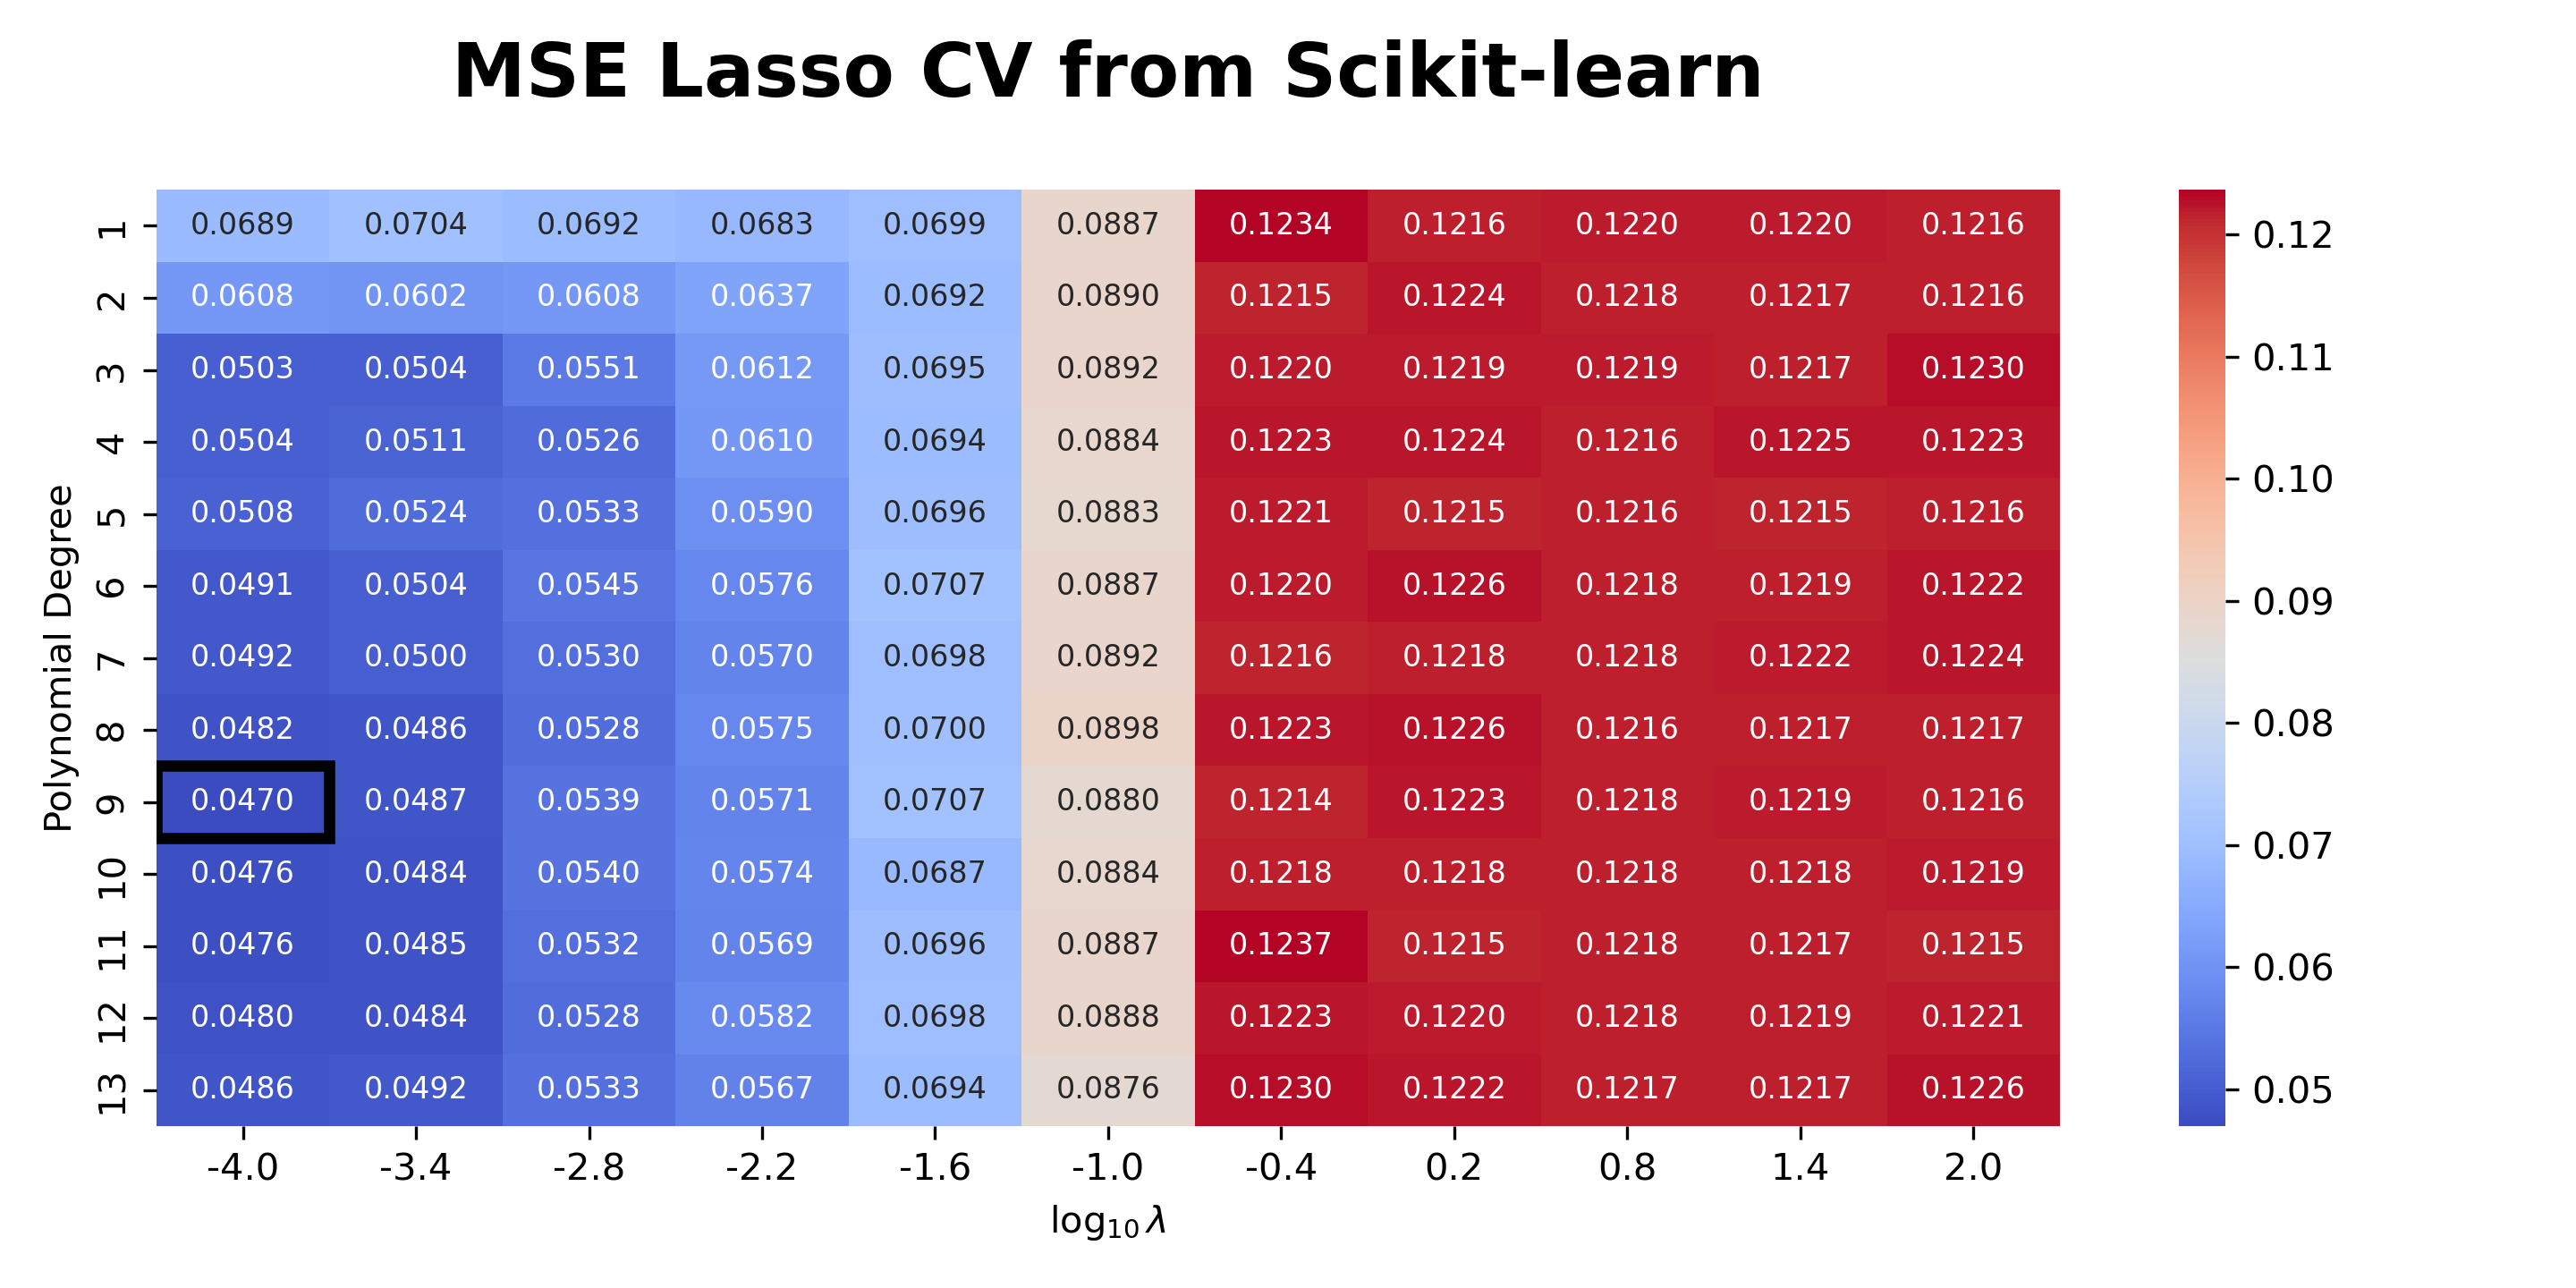 MSE Lasso CV from Scikit-learn
Polynomial Degree
1 0.0689 0.0704 0.0692 0.0683 0.0699 0.0887 0.1234 0.1216 0.1220 0.1220 0.1216
2 0.0608 0.0602 0.0608 0.0637 0.0692 0.0890 0.1215 0.1224 0.1218 0.1217 0.1216
3 0.0503 0.0504 0.0551 0.0612 0.0695 0.0892 0.1220 0.1219 0.1219 0.1217 0.1230
4 0.0504 0.0511 0.0526 0.0610 0.0694 0.0884 0.1223 0.1224 0.1216 0.1225 0.1223
5 0.0508 0.0524 0.0533 0.0590 0.0696 0.0883 0.1221 0.1215 0.1216 0.1215 0.1216
6 0.0491 0.0504 0.0545 0.0576 0.0707 0.0887 0.1220 0.1226 0.1218 0.1219 0.1222
7 0.0492 0.0500 0.0530 0.0570 0.0698 0.0892 0.1216 0.1218 0.1218 0.1222 0.1224
8 0.0482 0.0486 0.0528 0.0575 0.0700 0.0898 0.1223 0.1226 0.1216 0.1217 0.1217
9 0.0470 0.0487 0.0539 0.0571 0.0707 0.0880 0.1214 0.1223 0.1218 0.1219 0.1216
10 0.0476 0.0484 0.0540 0.0574 0.0687 0.0884 0.1218 0.1218 0.1218 0.1218 0.1219
11 0.0476 0.0485 0.0532 0.0569 0.0696 0.0887 0.1237 0.1215 0.1218 0.1217 0.1215
12 0.0480 0.0484 0.0528 0.0582 0.0698 0.0888 0.1223 0.1220 0.1218 0.1219 0.1221
13 0.0486 0.0492 0.0533 0.0567 0.0694 0.0876 0.1230 0.1222 0.1217 0.1217 0.1226
-4.0 -3.4 -2.8 -2.2 -1.6 -1.0 -0.4 0.2 0.8 1.4 2.0
log₁₀ λ
0.12
0.11
0.10
0.09
0.08
0.07
0.06
0.05